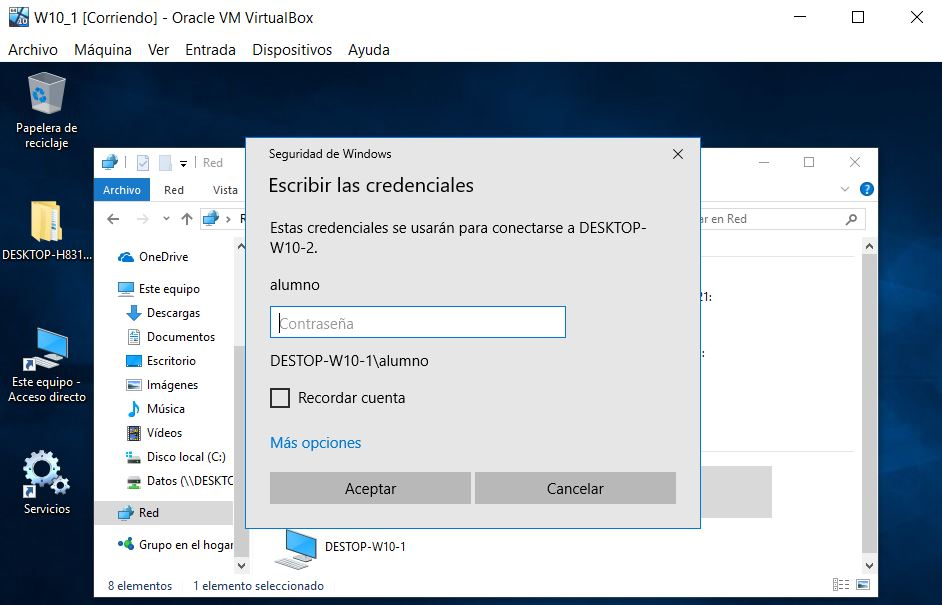 W10_1 [Corriendo] - Oracle VM VirtualBox
Archivo Máquina Ver Entrada Dispositivos Ayuda
Papelera de
reciclaje
DESKTOP-H831...
Este equipo -
Acceso directo
Servicios
Red
Archivo Red Vista
en Red
OneDrive
Este equipo
Descargas
Documentos
Escritorio
Imágenes
Música
Vídeos
Disco local (C:)
Datos (\\DESKTC
Red
Grupo en el hogar
DESTOP-W10-1
8 elementos 1 elemento seleccionado
Seguridad de Windows
Escribir las credenciales
Estas credenciales se usarán para conectarse a DESKTOP-
W10-2.
alumno
Contraseña
DESTOP-W10-1\alumno
Recordar cuenta
Más opciones
Aceptar Cancelar